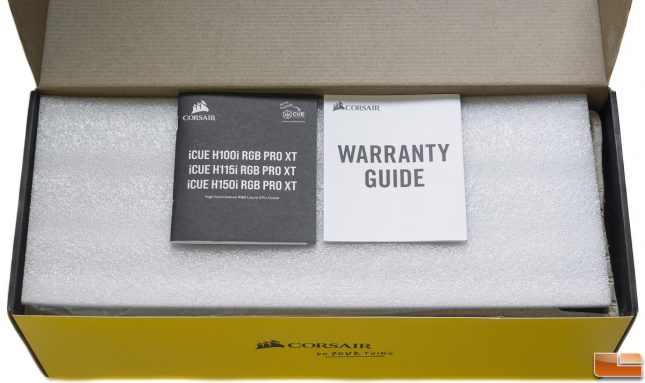 CORSAIR
iCUE
iCUE H100i RGB PRO XT
iCUE H115i RGB PRO XT
iCUE H150i RGB PRO XT
High Performance RGB Liquid CPU Cooler
CORSAIR
WARRANTY
GUIDE
CORSAIR
DO YOUR THING